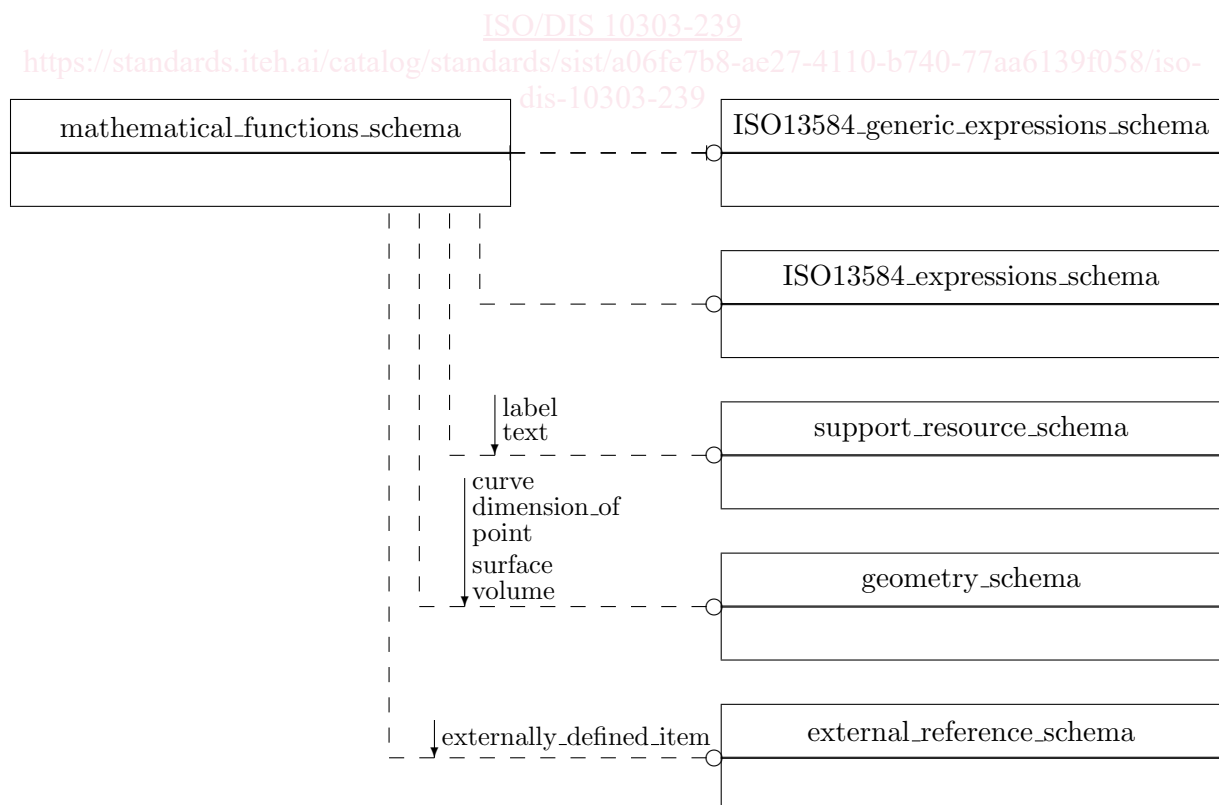 ISO/DIS 10303-239
https://standards.iteh.ai/catalog/standards/sist/a06fe7b8-ae27-4110-b740-77aa6139f058/iso-
dis-10303-239
mathematical_functions_schema
ISO13584_generic_expressions_schema
ISO13584_expressions_schema
label
text
support_resource_schema
curve
dimension_of
point
surface
volume
geometry_schema
externally_defined_item
external_reference_schema